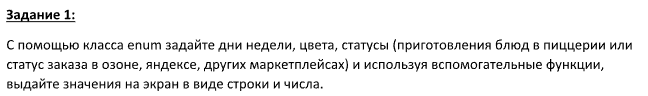 Задание 1:
С помощью класса enum задайте дни недели, цвета, статусы (приготовления блюд в пиццерии или
статус заказа в озоне, яндексе, других маркетплейсах) и используя вспомогательные функции,
выдайте значения на экран в виде строки и числа.